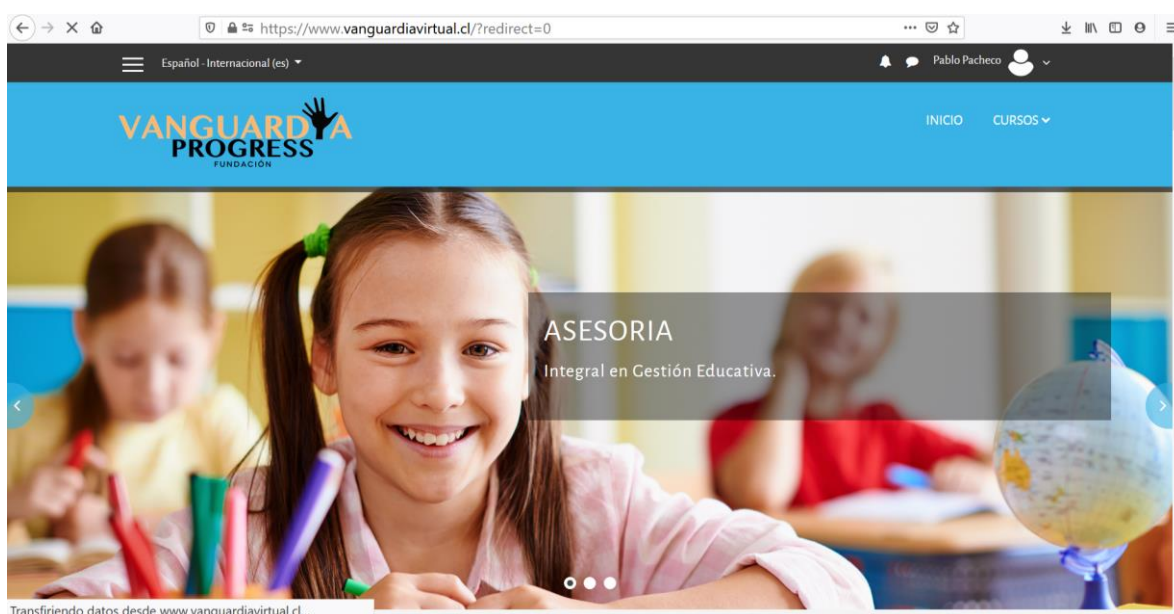 https://www.vanguardiavirtual.cl/?redirect=0
Español - Internacional (es)
Pablo Pacheco
VANGUARDIA
PROGRESS
FUNDACIÓN
INICIO
CURSOS
ASESORIA
Integral en Gestión Educativa.
Transfiriendo datos desde www.vanguardiavirtual.cl